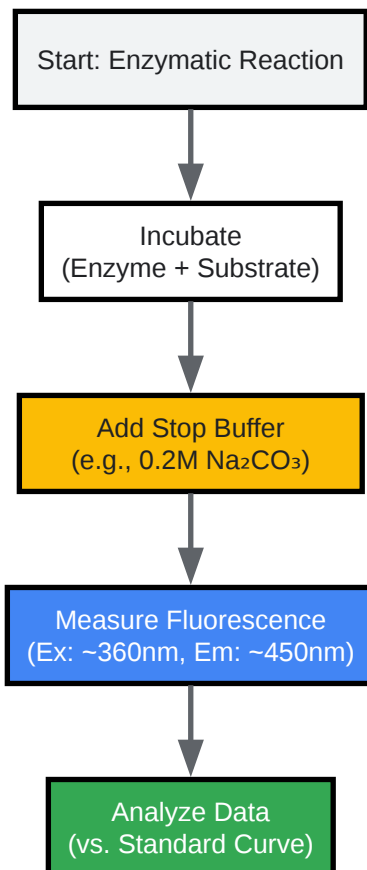 Start: Enzymatic Reaction
Incubate
(Enzyme + Substrate)
Add Stop Buffer
(e.g., 0.2M Na₂CO₃)
Measure Fluorescence
(Ex: ~360nm, Em: ~450nm)
Analyze Data
(vs. Standard Curve)